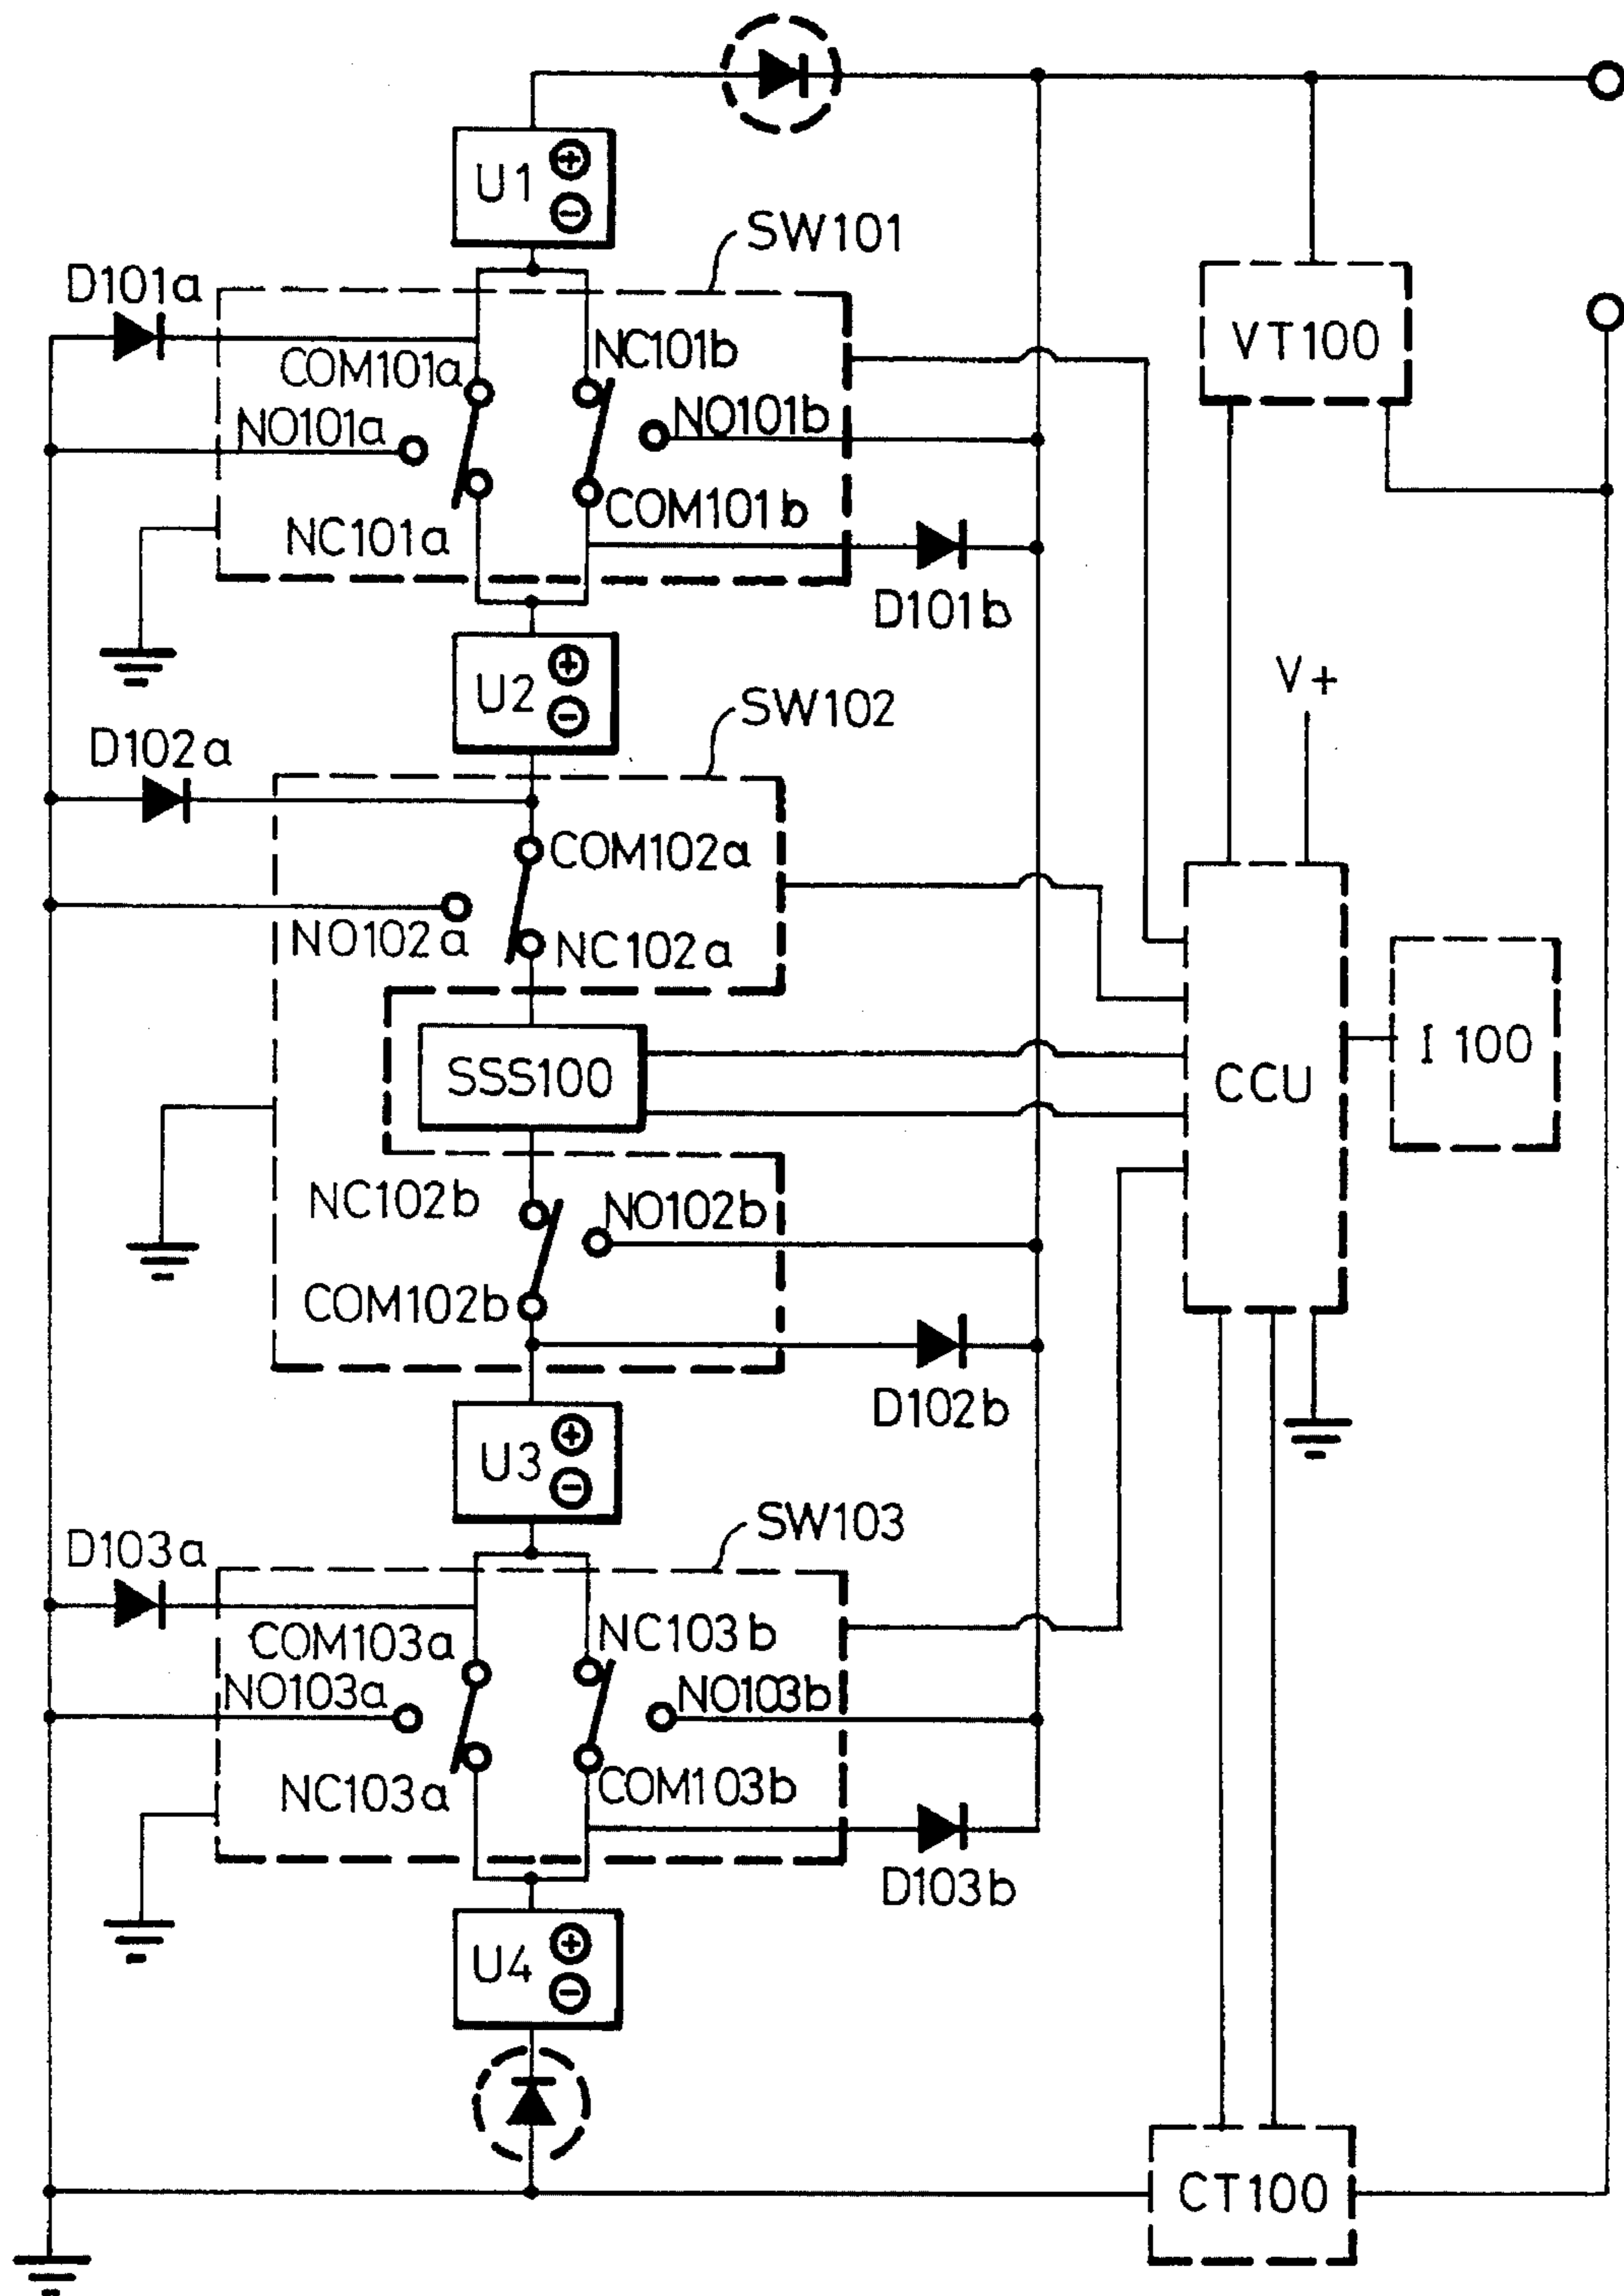 U1
+
−
SW101
D101a
COM101a
NC101b
VT100
NO101a
NO101b
NC101a
COM101b
D101b
U2
+
−
V+
SW102
D102a
COM102a
NO102a
NC102a
SSS100
CCU
I 100
NC102b
NO102b
COM102b
D102b
U3
+
−
SW103
D103a
COM103a
NC103b
NO103a
NO103b
NC103a
COM103b
D103b
U4
+
−
CT100